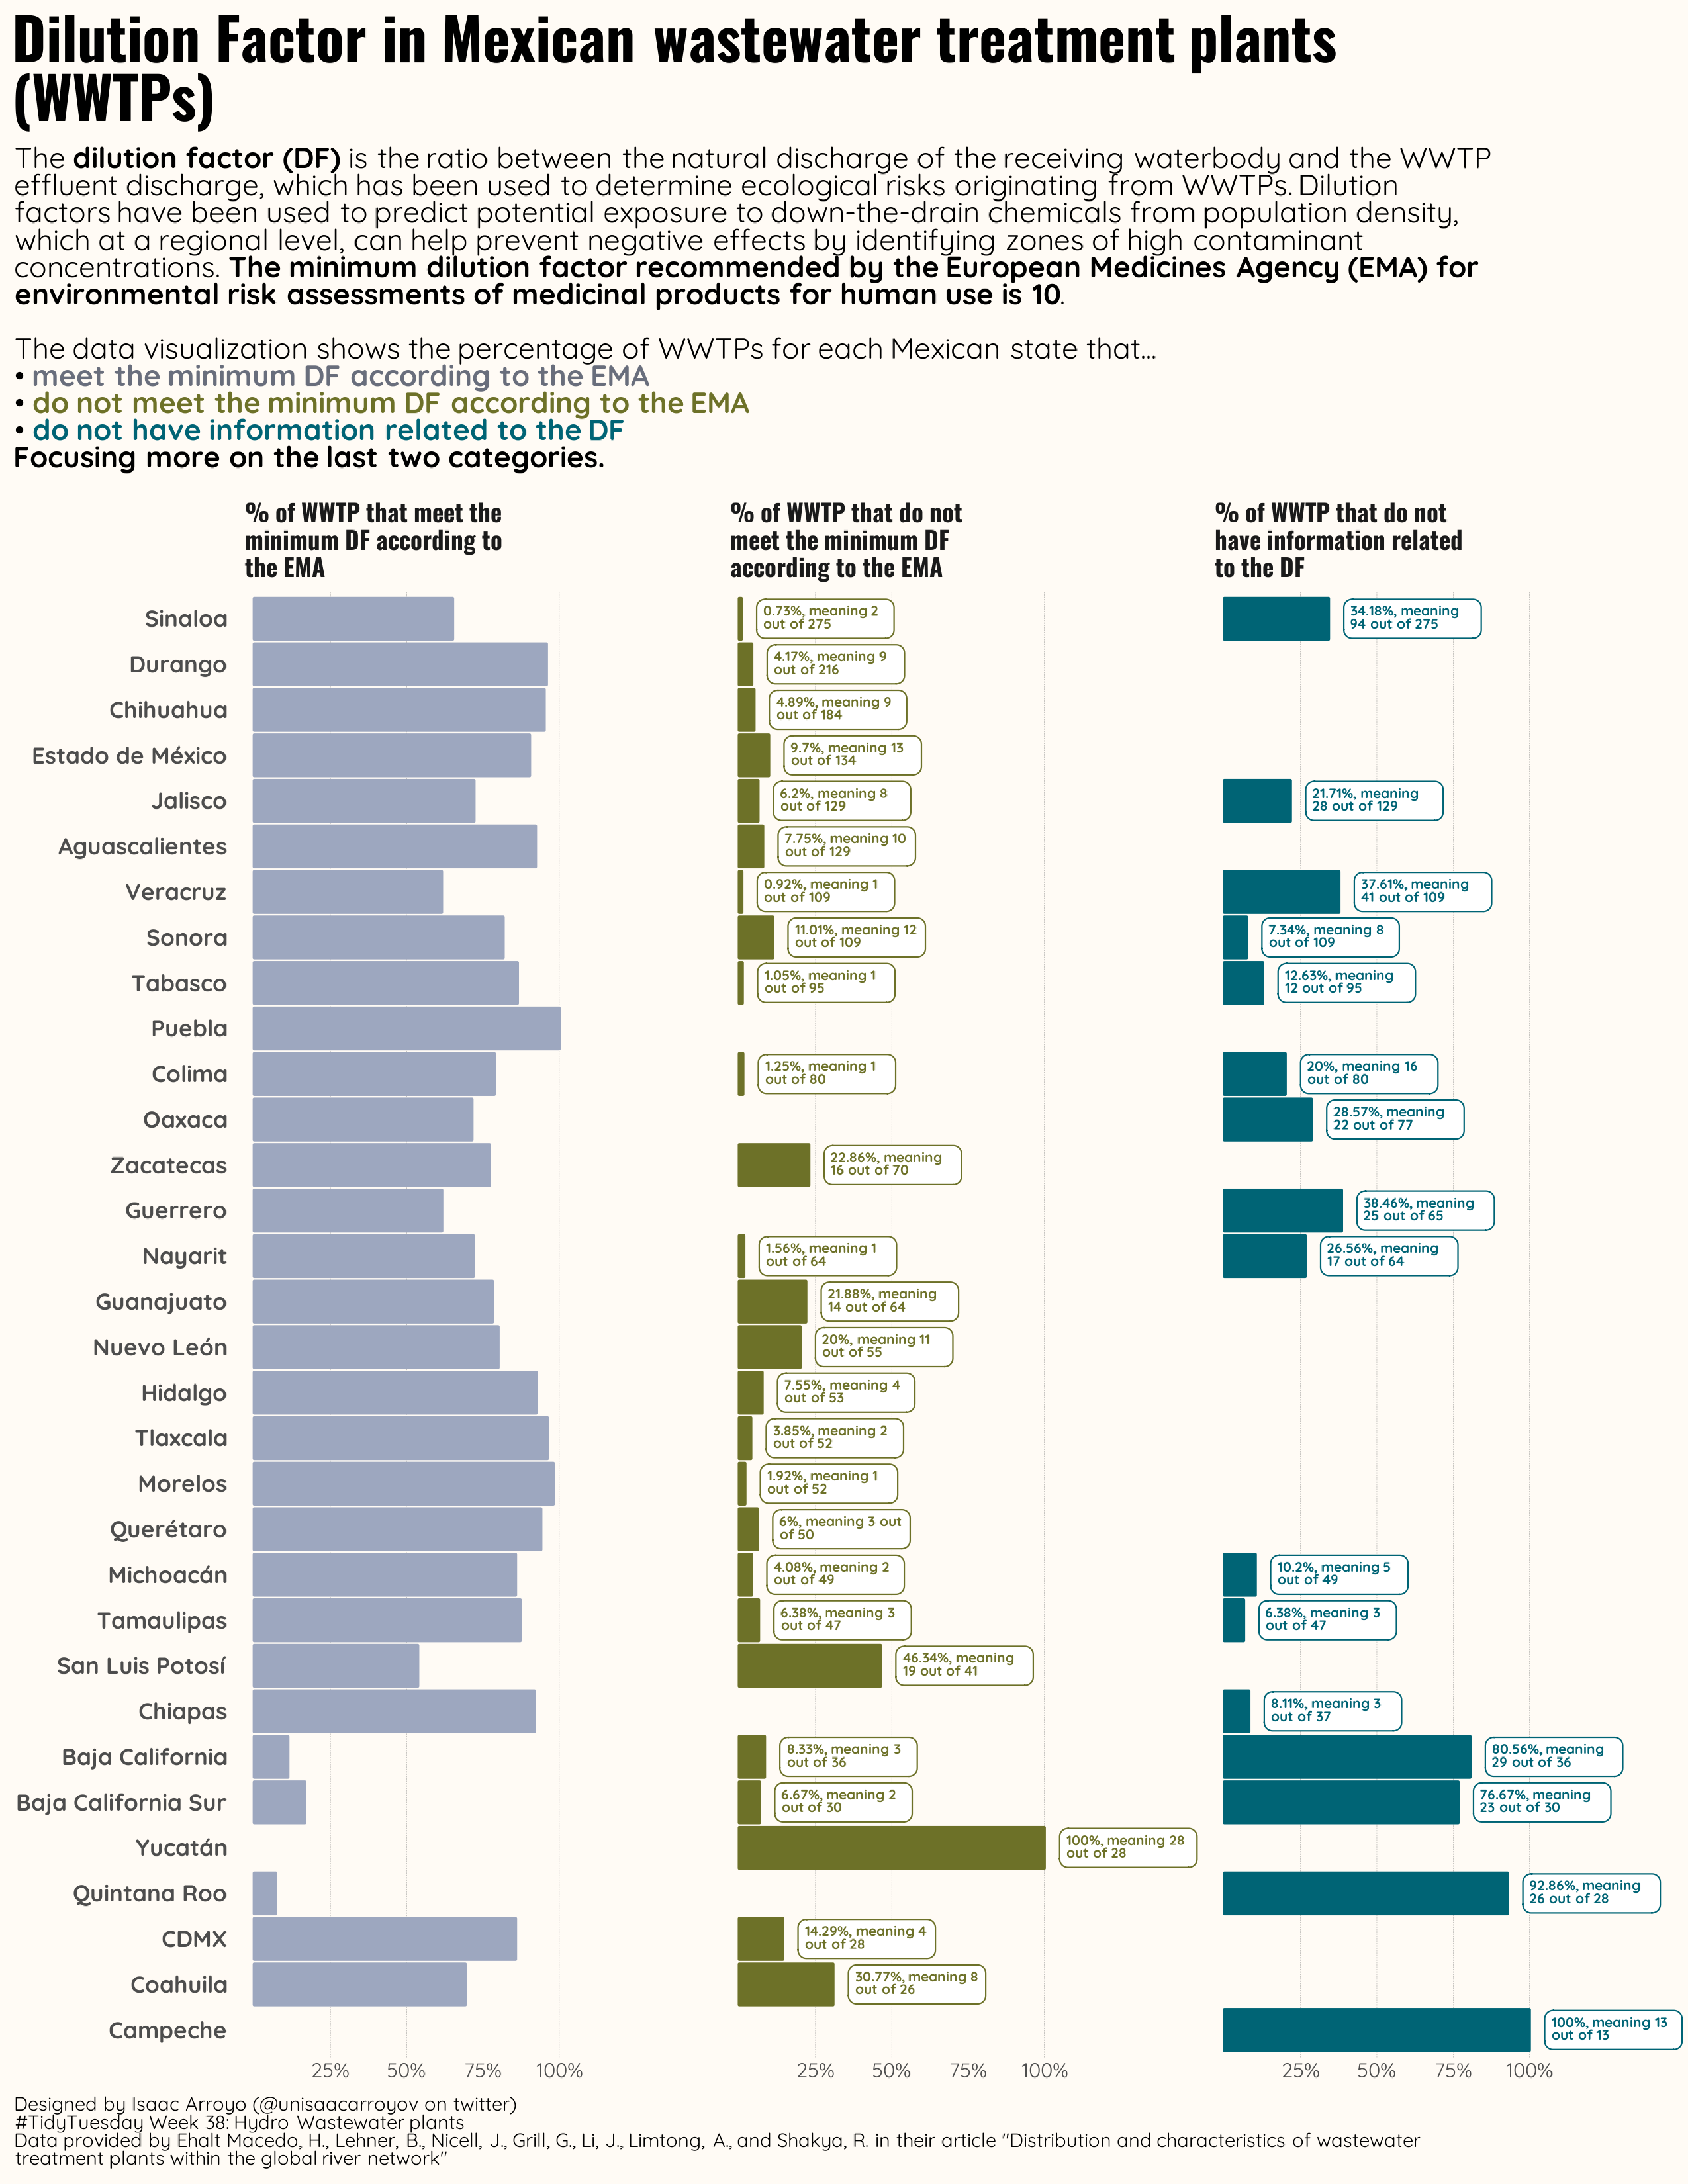 Dilution Factor in Mexican wastewater treatment plants
(WWTPs)
The dilution factor (DF) is the ratio between the natural discharge of the receiving waterbody and the WWTP
effluent discharge, which has been used to determine ecological risks originating from WWTPs. Dilution
factors have been used to predict potential exposure to down-the-drain chemicals from population density,
which at a regional level, can help prevent negative effects by identifying zones of high contaminant
concentrations. The minimum dilution factor recommended by the European Medicines Agency (EMA) for
environmental risk assessments of medicinal products for human use is 10.
The data visualization shows the percentage of WWTPs for each Mexican state that...
• meet the minimum DF according to the EMA
• do not meet the minimum DF according to the EMA
• do not have information related to the DF
Focusing more on the last two categories.
% of WWTP that meet the
minimum DF according to
the EMA
% of WWTP that do not
meet the minimum DF
according to the EMA
% of WWTP that do not
have information related
to the DF
Sinaloa
0.73%, meaning 2
out of 275
34.18%, meaning
94 out of 275
Durango
4.17%, meaning 9
out of 216
Chihuahua
4.89%, meaning 9
out of 184
Estado de México
9.7%, meaning 13
out of 134
Jalisco
6.2%, meaning 8
out of 129
21.71%, meaning
28 out of 129
Aguascalientes
7.75%, meaning 10
out of 129
Veracruz
0.92%, meaning 1
out of 109
37.61%, meaning
41 out of 109
Sonora
11.01%, meaning 12
out of 109
7.34%, meaning 8
out of 109
Tabasco
1.05%, meaning 1
out of 95
12.63%, meaning
12 out of 95
Puebla
Colima
1.25%, meaning 1
out of 80
20%, meaning 16
out of 80
Oaxaca
28.57%, meaning
22 out of 77
Zacatecas
22.86%, meaning
16 out of 70
Guerrero
38.46%, meaning
25 out of 65
Nayarit
1.56%, meaning 1
out of 64
26.56%, meaning
17 out of 64
Guanajuato
21.88%, meaning
14 out of 64
Nuevo León
20%, meaning 11
out of 55
Hidalgo
7.55%, meaning 4
out of 53
Tlaxcala
3.85%, meaning 2
out of 52
Morelos
1.92%, meaning 1
out of 52
Querétaro
6%, meaning 3 out
of 50
Michoacán
4.08%, meaning 2
out of 49
10.2%, meaning 5
out of 49
Tamaulipas
6.38%, meaning 3
out of 47
6.38%, meaning 3
out of 47
San Luis Potosí
46.34%, meaning
19 out of 41
Chiapas
8.11%, meaning 3
out of 37
Baja California
8.33%, meaning 3
out of 36
80.56%, meaning
29 out of 36
Baja California Sur
6.67%, meaning 2
out of 30
76.67%, meaning
23 out of 30
Yucatán
100%, meaning 28
out of 28
Quintana Roo
92.86%, meaning
26 out of 28
CDMX
14.29%, meaning 4
out of 28
Coahuila
30.77%, meaning 8
out of 26
Campeche
100%, meaning 13
out of 13
25% 50% 75% 100% 25% 50% 75% 100% 25% 50% 75% 100%
Designed by Isaac Arroyo (@unisaacarroyov on twitter)
#TidyTuesday Week 38: Hydro Wastewater plants
Data provided by Ehalt Macedo, H., Lehner, B., Nicell, J., Grill, G., Li, J., Limtong, A., and Shakya, R. in their article "Distribution and characteristics of wastewater
treatment plants within the global river network"